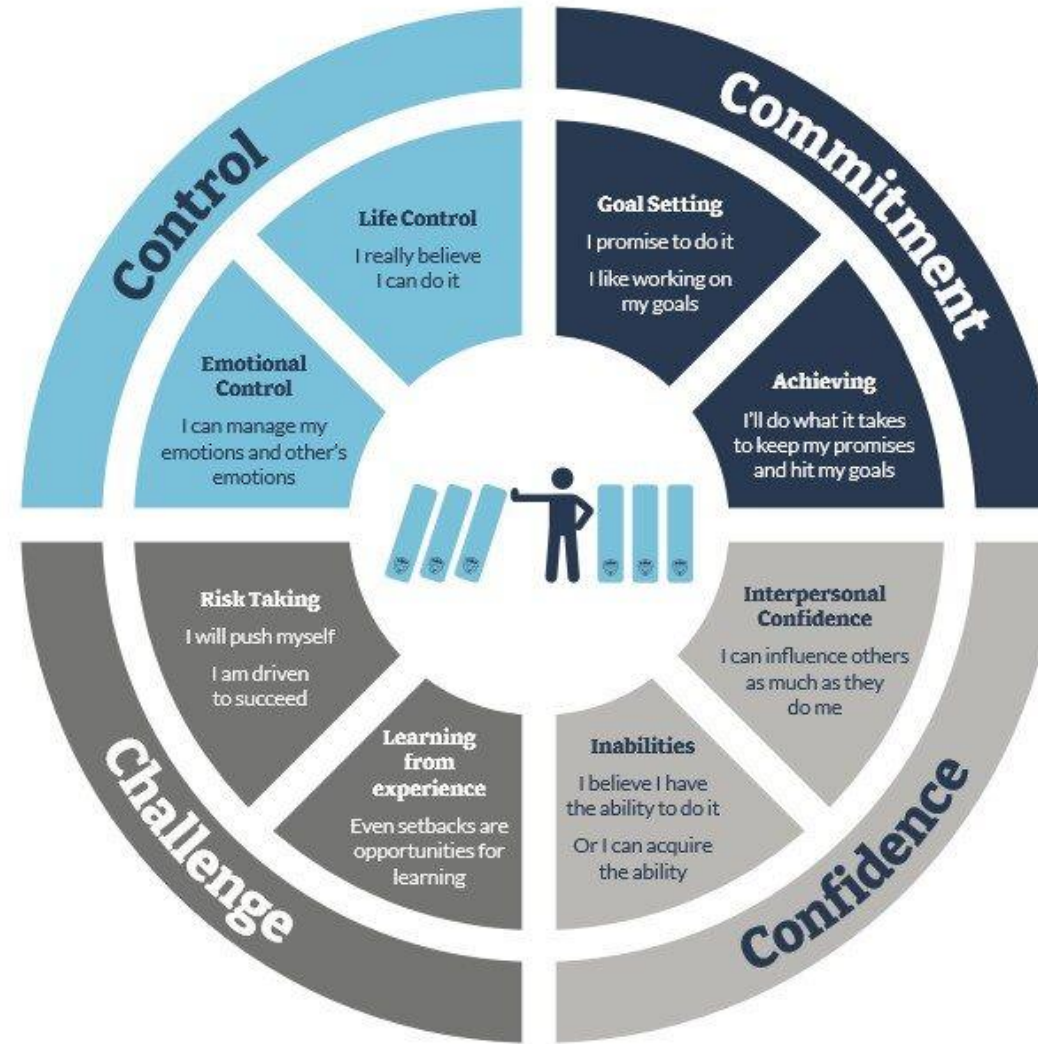 Control
Life Control
I really believe
I can do it
Emotional
Control
I can manage my
emotions and other's
emotions
Commitment
Goal Setting
I promise to do it
I like working on
my goals
Achieving
I'll do what it takes
to keep my promises
and hit my goals
Challenge
Risk Taking
I will push myself
I am driven
to succeed
Learning
from
experience
Even setbacks are
opportunities for
learning
Confidence
Interpersonal
Confidence
I can influence others
as much as they
do me
Inabilities
I believe I have
the ability to do it
Or I can acquire
the ability